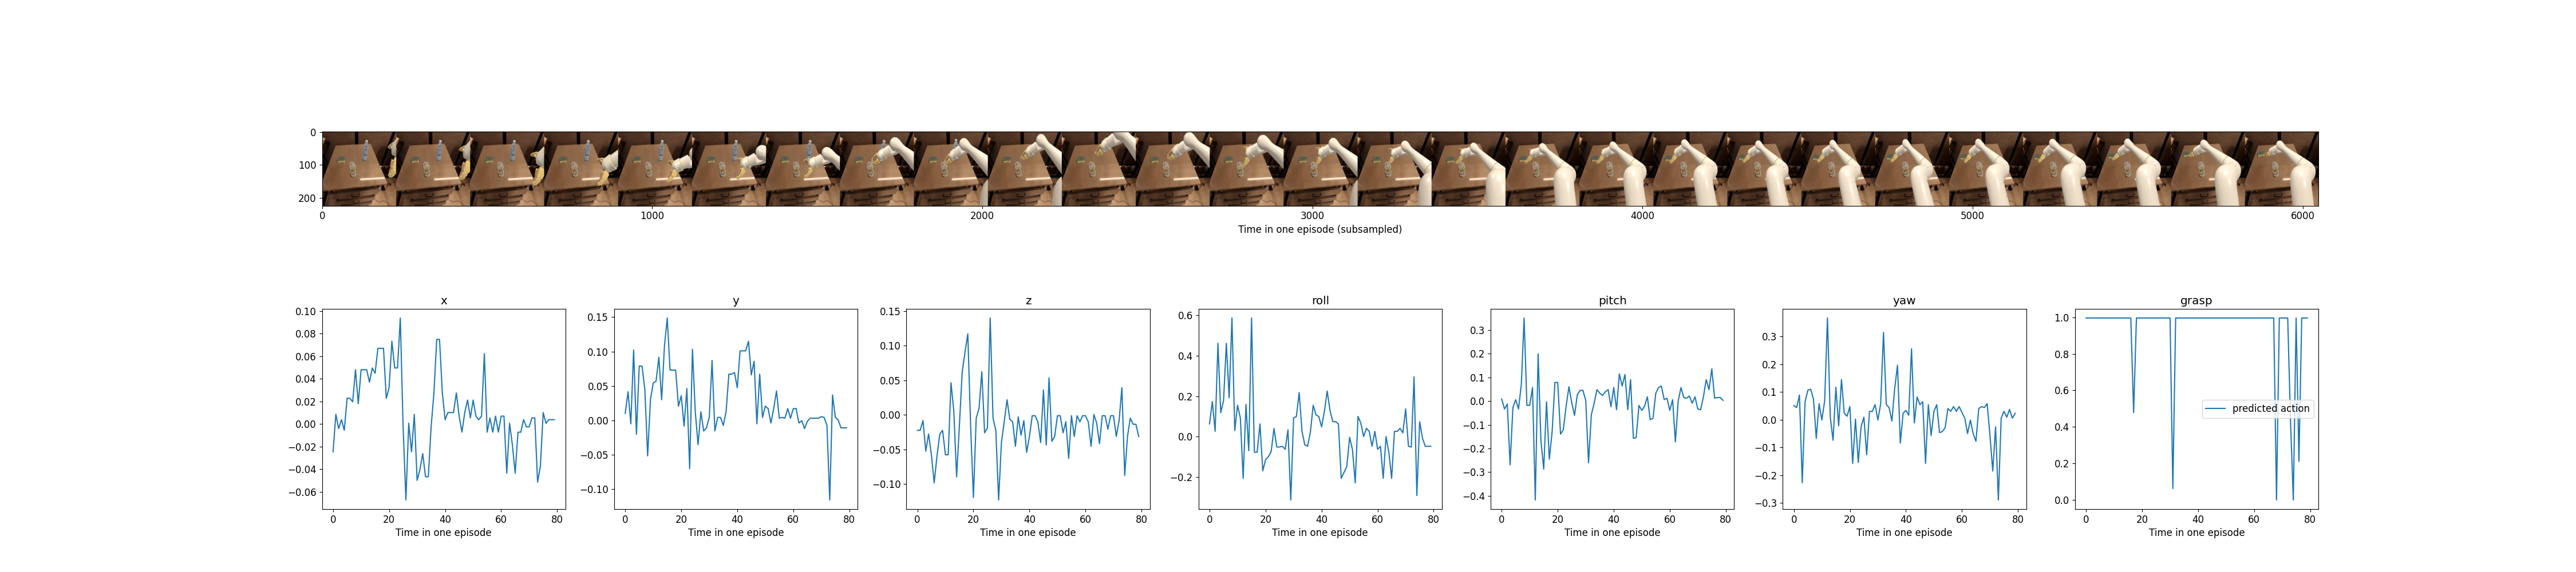 0
100
200
0 1000 2000 3000 4000 5000 6000
Time in one episode (subsampled)
x
0.10
0.08
0.06
0.04
0.02
0.00
−0.02
−0.04
−0.06
0 20 40 60 80
Time in one episode
y
0.15
0.10
0.05
0.00
−0.05
−0.10
0 20 40 60 80
Time in one episode
z
0.15
0.10
0.05
0.00
−0.05
−0.10
0 20 40 60 80
Time in one episode
roll
0.6
0.4
0.2
0.0
−0.2
0 20 40 60 80
Time in one episode
pitch
0.3
0.2
0.1
0.0
−0.1
−0.2
−0.3
−0.4
0 20 40 60 80
Time in one episode
yaw
0.3
0.2
0.1
0.0
−0.1
−0.2
−0.3
0 20 40 60 80
Time in one episode
grasp
1.0
0.8
0.6
0.4
0.2
0.0
predicted action
0 20 40 60 80
Time in one episode